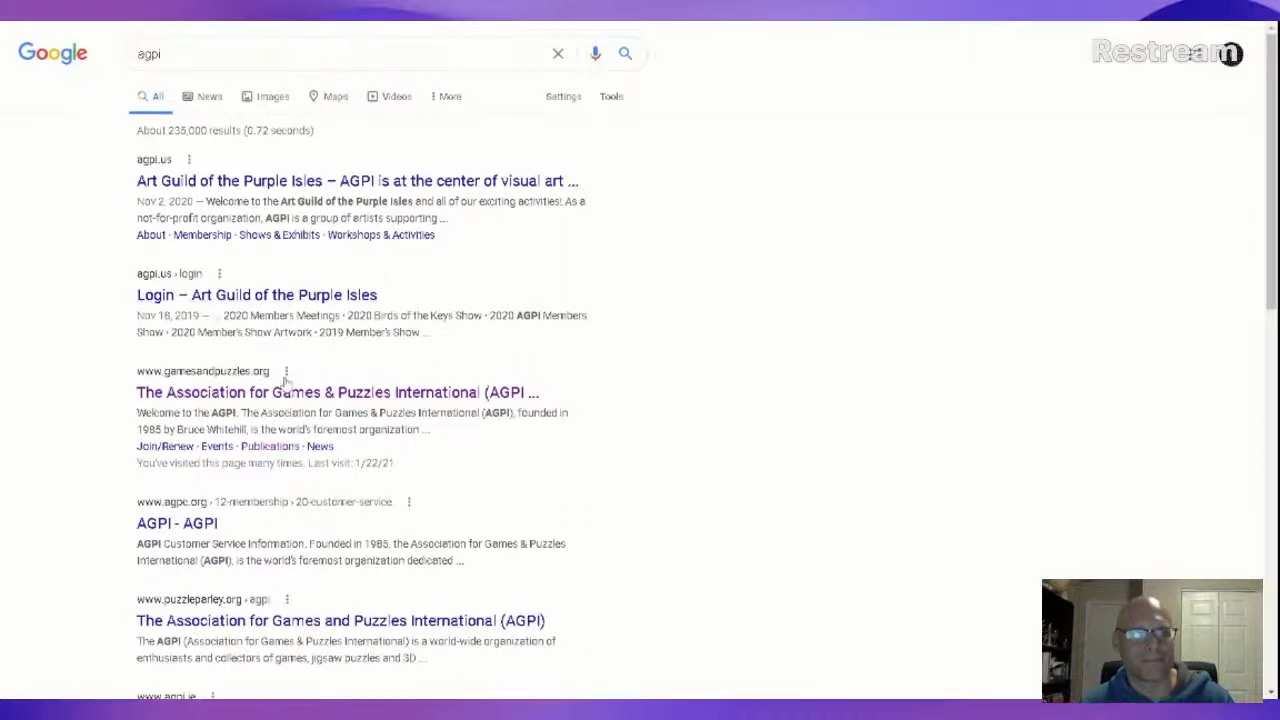 Google
agpi
Restream
All News Images Maps Videos More Settings Tools
About 235,000 results (0.72 seconds)
agpi.us
Art Guild of the Purple Isles – AGPI is at the center of visual art ...
Nov 2, 2020 — Welcome to the Art Guild of the Purple Isles and all of our exciting activities! As a
not-for-profit organization, AGPI is a group of artists supporting ...
About · Membership · Shows & Exhibits · Workshops & Activities
agpi.us › login
Login – Art Guild of the Purple Isles
Nov 18, 2019 — ... 2020 Members Meetings · 2020 Birds of the Keys Show · 2020 AGPI Members
Show · 2020 Member's Show Artwork · 2019 Member's Show ...
www.gamesandpuzzles.org
The Association for Games & Puzzles International (AGPI ...
Welcome to the AGPI. The Association for Games & Puzzles International (AGPI), founded in
1985 by Bruce Whitehill, is the world's foremost organization ...
Join/Renew · Events · Publications · News
You've visited this page many times. Last visit: 1/22/21
www.agpc.org › 12-membership › 20-customer-service
AGPI - AGPI
AGPI Customer Service Information. Founded in 1985, the Association for Games & Puzzles
International (AGPI), is the world's foremost organization dedicated ...
www.puzzleparley.org › agpi
The Association for Games and Puzzles International (AGPI)
The AGPI (Association for Games & Puzzles International) is a world-wide organization of
enthusiasts and collectors of games, jigsaw puzzles and 3D ...
www.agpi.ie